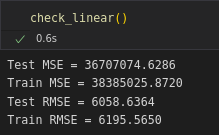 check_linear()
0.6s
Test MSE = 36707074.6286
Train MSE = 38385025.8720
Test RMSE = 6058.6364
Train RMSE = 6195.5650